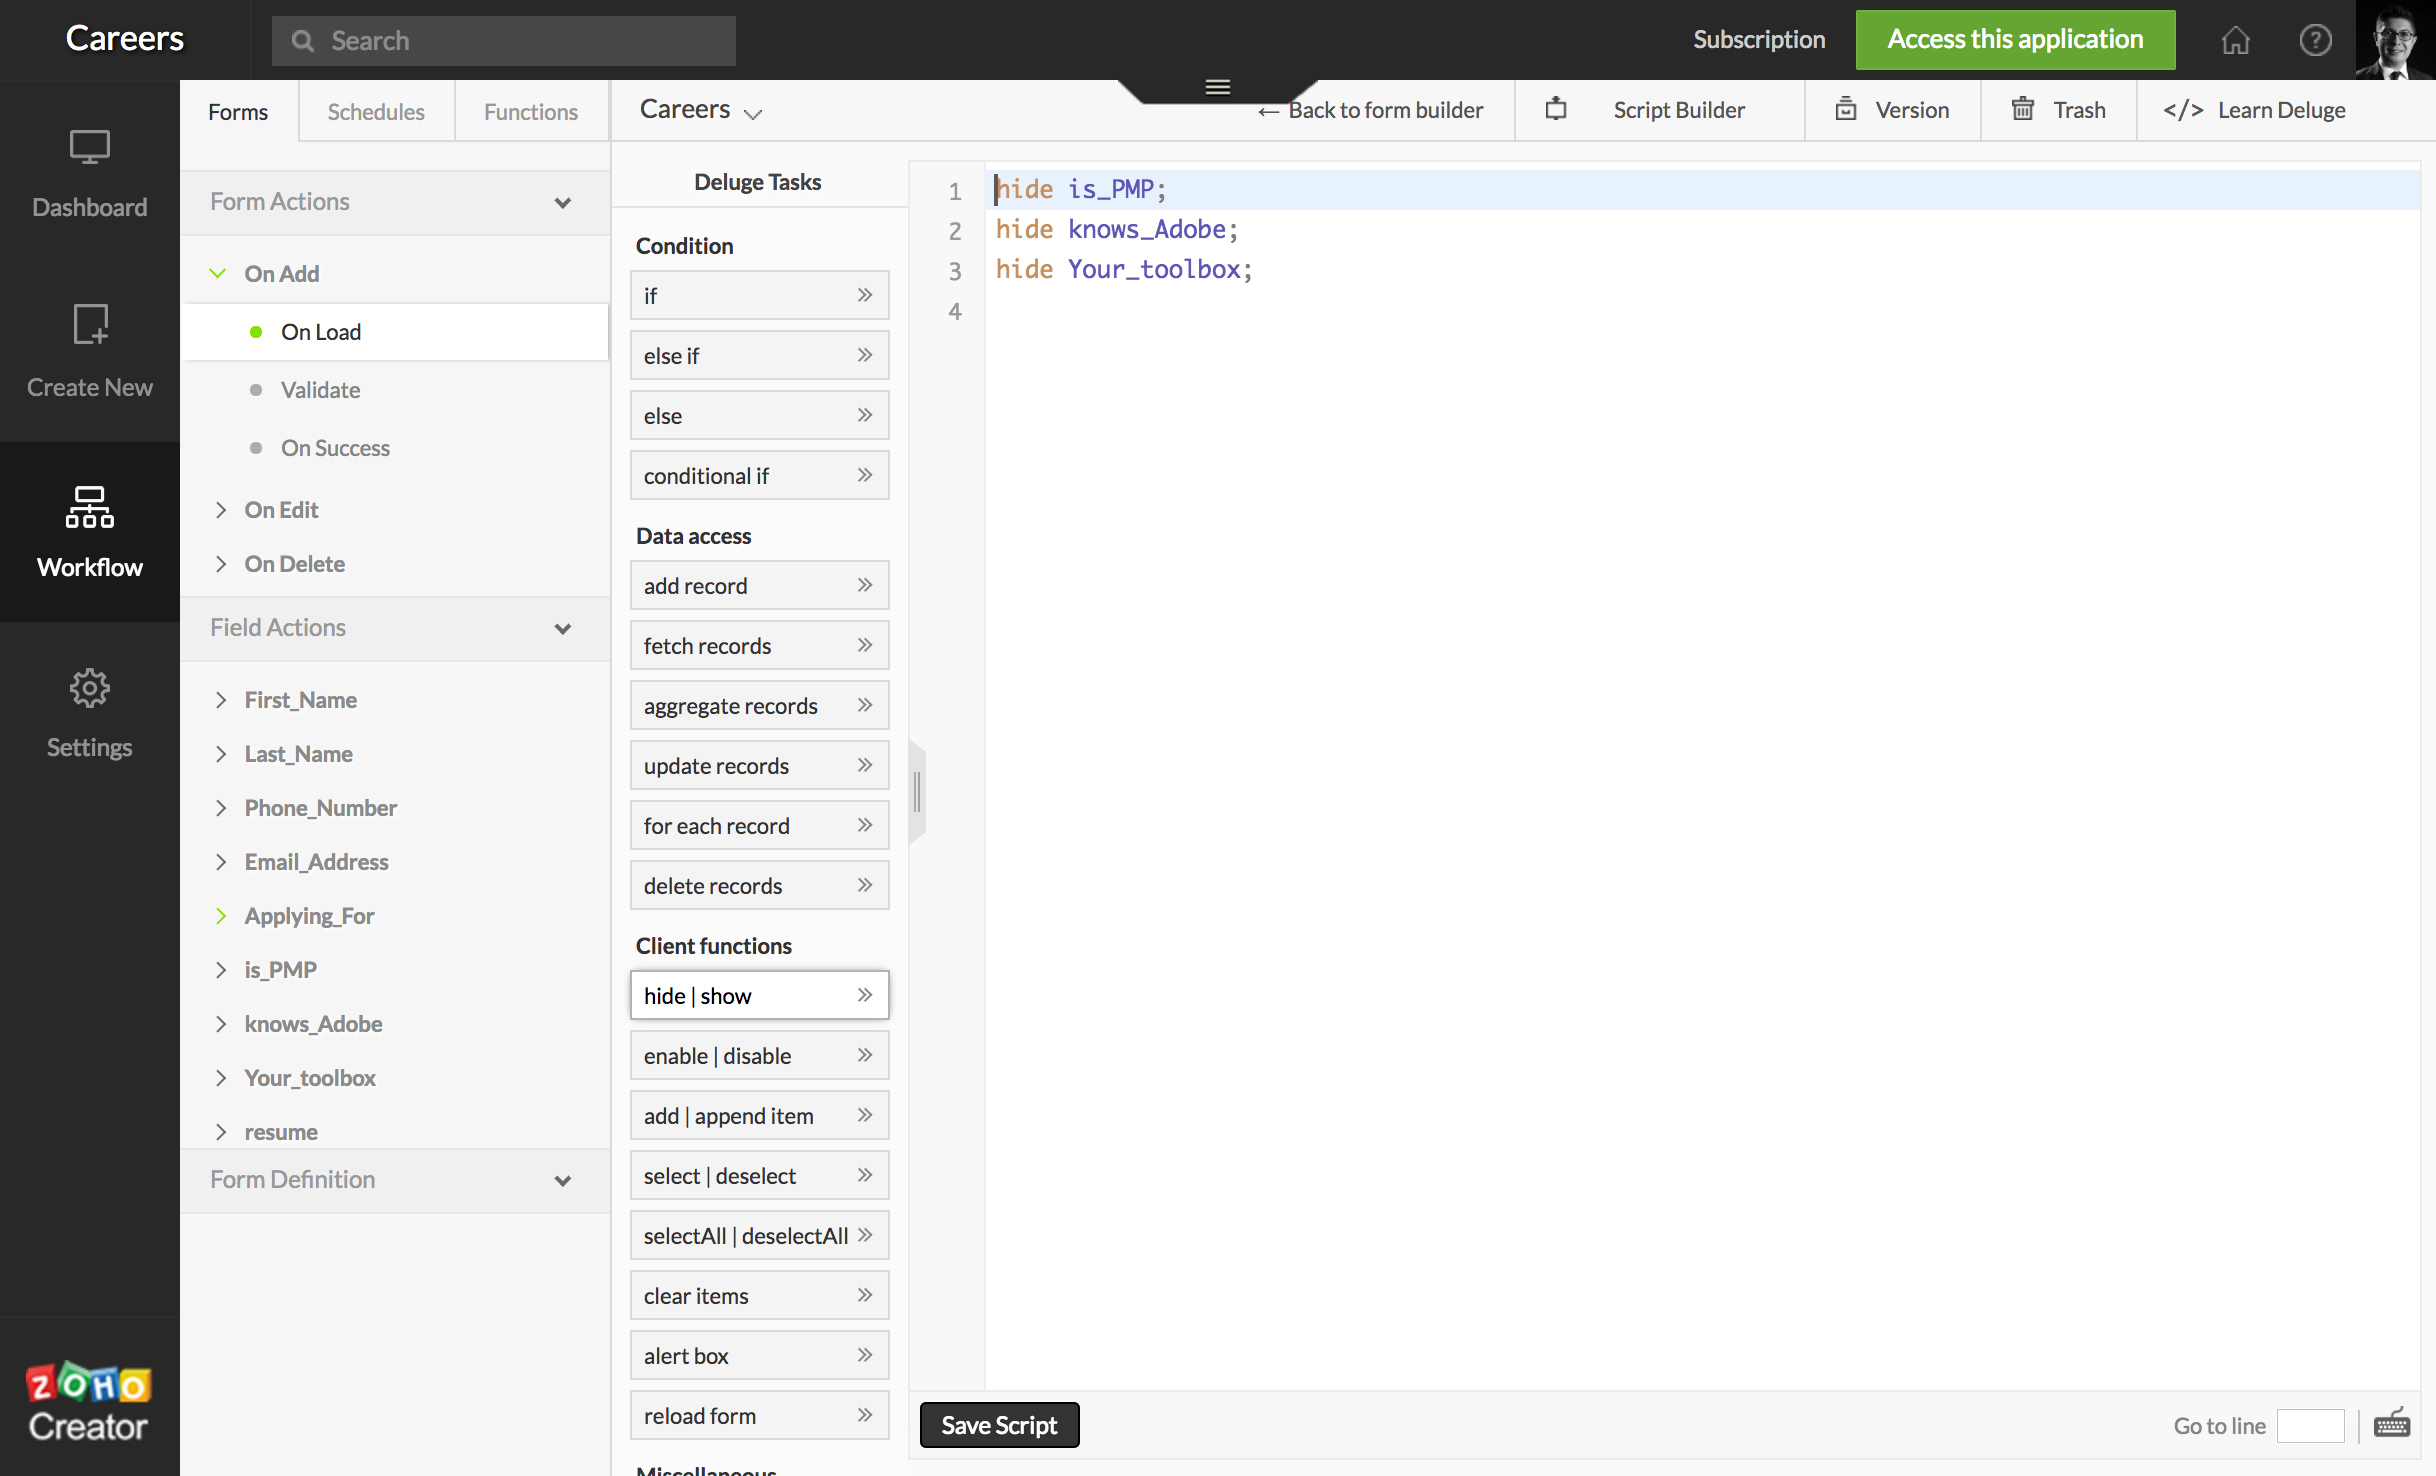 Careers
Search
Subscription
Access this application
?
Dashboard
Create New
Workflow
Settings
ZOHO
Creator
Forms
Schedules
Functions
Form Actions
On Add
On Load
Validate
On Success
On Edit
On Delete
Field Actions
First_Name
Last_Name
Phone_Number
Email_Address
Applying_For
is_PMP
knows_Adobe
Your_toolbox
resume
Form Definition
Careers
← Back to form builder
Script Builder
Version
Trash
</> Learn Deluge
Deluge Tasks
Condition
if
else if
else
conditional if
Data access
add record
fetch records
aggregate records
update records
for each record
delete records
Client functions
hide | show
enable | disable
add | append item
select | deselect
selectAll | deselectAll
clear items
alert box
reload form
Miscellaneous
1 hide is_PMP;
2 hide knows_Adobe;
3 hide Your_toolbox;
4
Save Script
Go to line